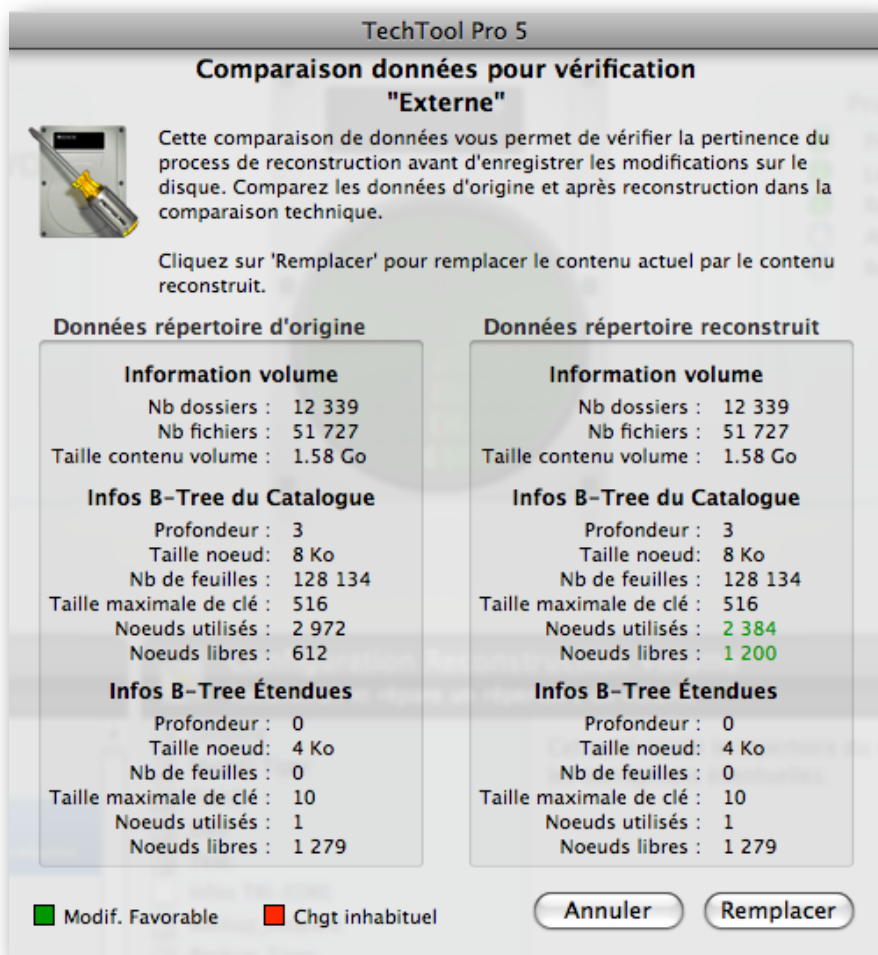 TechTool Pro 5
Comparaison données pour vérification
"Externe"
Cette comparaison de données vous permet de vérifier la pertinence du
process de reconstruction avant d'enregistrer les modifications sur le
disque. Comparez les données d'origine et après reconstruction dans la
comparaison technique.
Cliquez sur 'Remplacer' pour remplacer le contenu actuel par le contenu
reconstruit.
Données répertoire d'origine
Information volume
Nb dossiers : 12 339
Nb fichiers : 51 727
Taille contenu volume : 1.58 Go
Infos B-Tree du Catalogue
Profondeur : 3
Taille noeud: 8 Ko
Nb de feuilles : 128 134
Taille maximale de clé : 516
Noeuds utilisés : 2 972
Noeuds libres : 612
Infos B-Tree Étendues
Profondeur : 0
Taille noeud: 4 Ko
Nb de feuilles : 0
Taille maximale de clé : 10
Noeuds utilisés : 1
Noeuds libres : 1 279
Données répertoire reconstruit
Information volume
Nb dossiers : 12 339
Nb fichiers : 51 727
Taille contenu volume : 1.58 Go
Infos B-Tree du Catalogue
Profondeur : 3
Taille noeud: 8 Ko
Nb de feuilles : 128 134
Taille maximale de clé : 516
Noeuds utilisés : 2 384
Noeuds libres : 1 200
Infos B-Tree Étendues
Profondeur : 0
Taille noeud: 4 Ko
Nb de feuilles : 0
Taille maximale de clé : 10
Noeuds utilisés : 1
Noeuds libres : 1 279
Modif. Favorable
Chgt inhabituel
Annuler
Remplacer